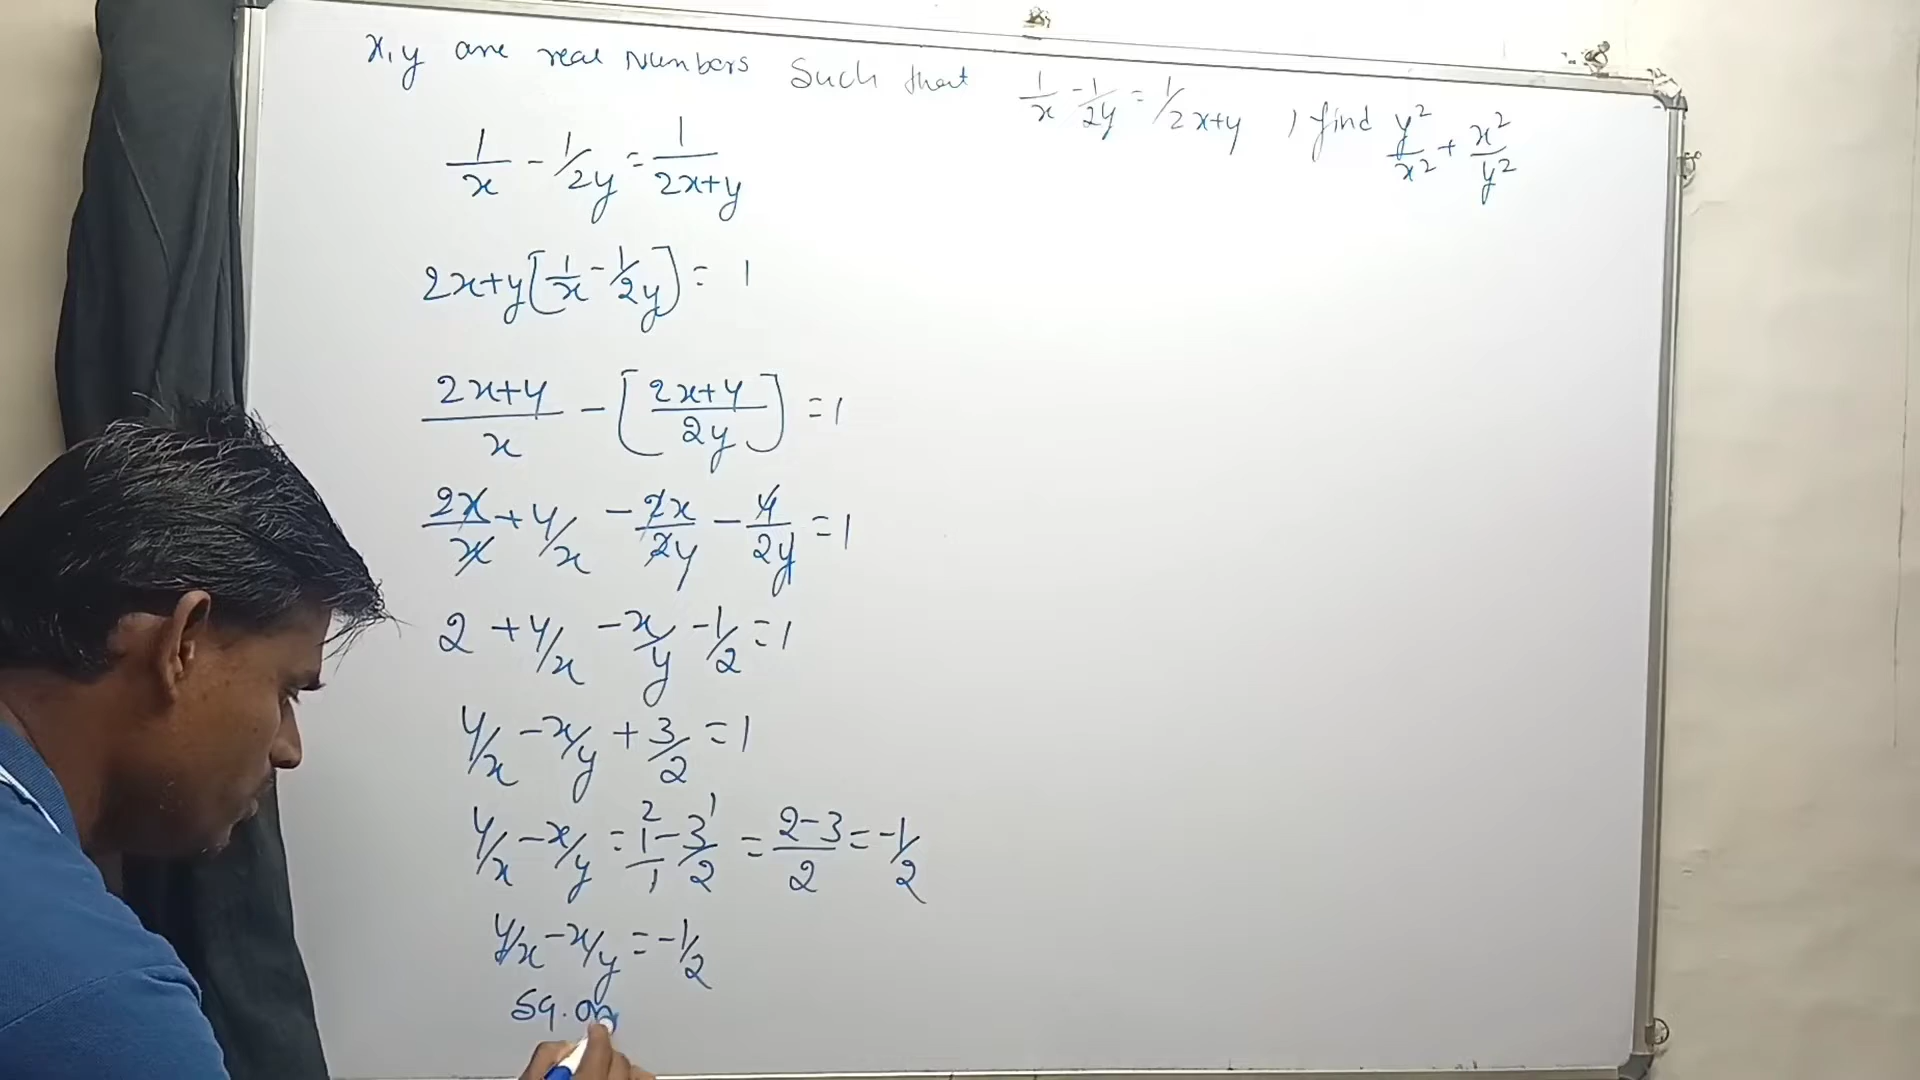 x, y are real numbers such that 1/x - 1/2y = 1/2x+y , find y²/x² + x²/y²
1/x - 1/2y = 1/2x+y
2x+y[1/x - 1/2y] = 1
2x+y/x - [2x+y/2y] = 1
2x/x + y/x - 2x/2y - y/2y = 1
2 + y/x - x/y - 1/2 = 1
y/x - x/y + 3/2 = 1
y/x - x/y = 1/1 - 3/2 = 2-3/2 = -1/2
y/x - x/y = -1/2
Sq. on